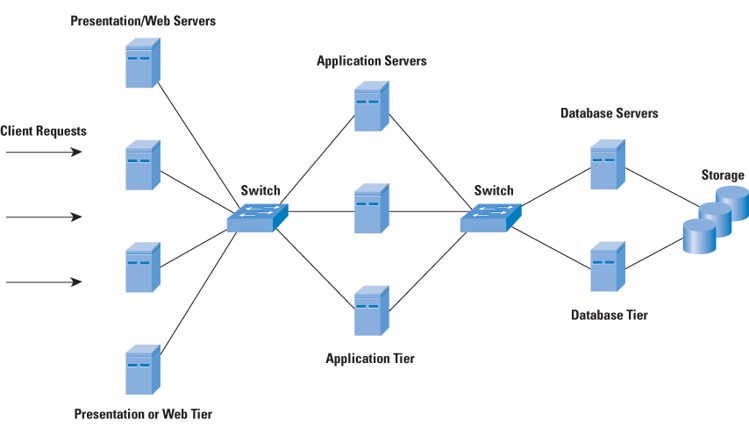 Presentation/Web Servers
Application Servers
Database Servers
Client Requests
Storage
Switch
Switch
Database Tier
Application Tier
Presentation or Web Tier